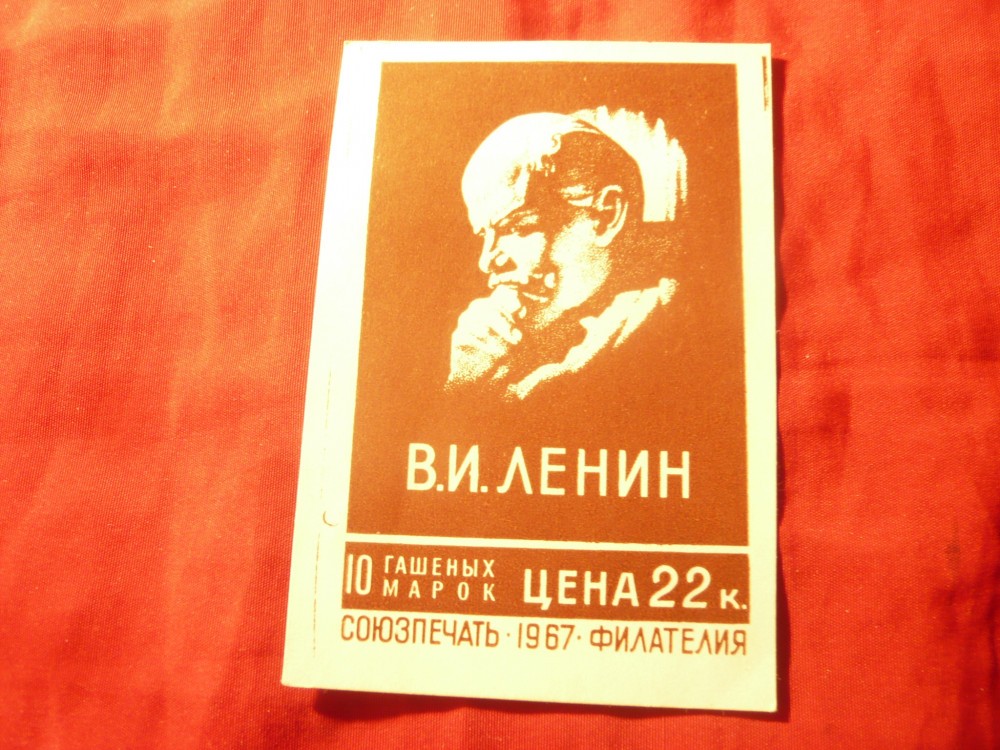 В.И. ЛЕНИН
10 ГАШЕНЫХ МАРОК ЦЕНА 22 к.
СОЮЗПЕЧАТЬ · 1967 · ФИЛАТЕЛИЯ